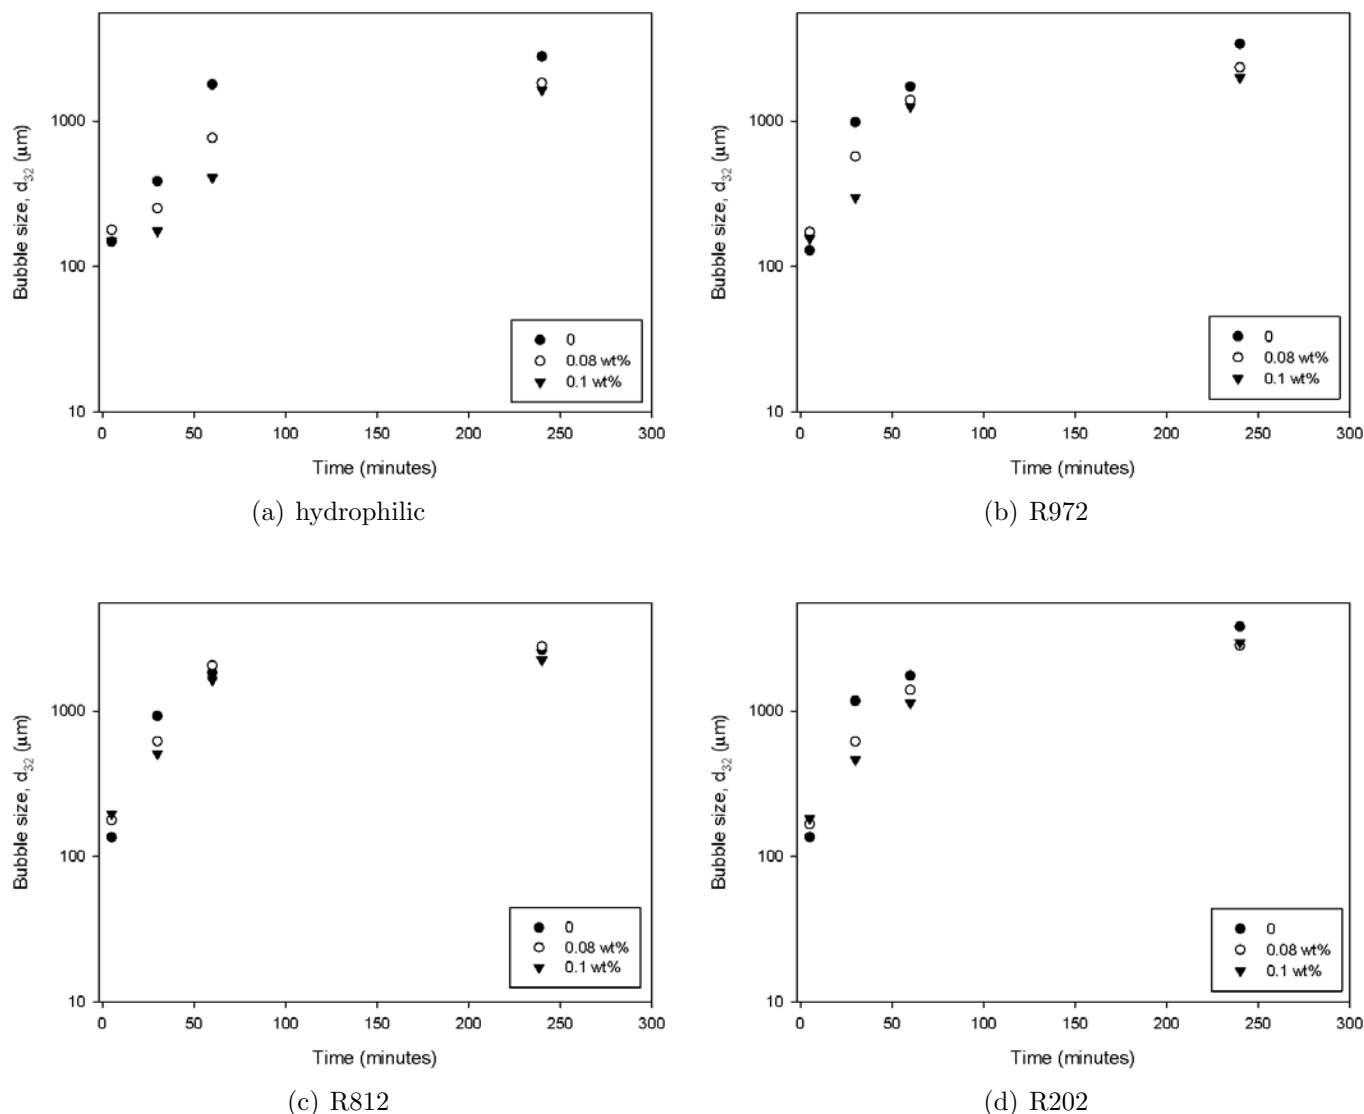 1000
100
10
Bubble size, d32 (μm)
0
0.08 wt%
0.1 wt%
0 50 100 150 200 250 300
Time (minutes)
(a) hydrophilic
1000
100
10
Bubble size, d32 (μm)
0
0.08 wt%
0.1 wt%
0 50 100 150 200 250 300
Time (minutes)
(b) R972
1000
100
10
Bubble size, d32 (μm)
0
0.08 wt%
0.1 wt%
0 50 100 150 200 250 300
Time (minutes)
(c) R812
1000
100
10
Bubble size, d32 (μm)
0
0.08 wt%
0.1 wt%
0 50 100 150 200 250 300
Time (minutes)
(d) R202